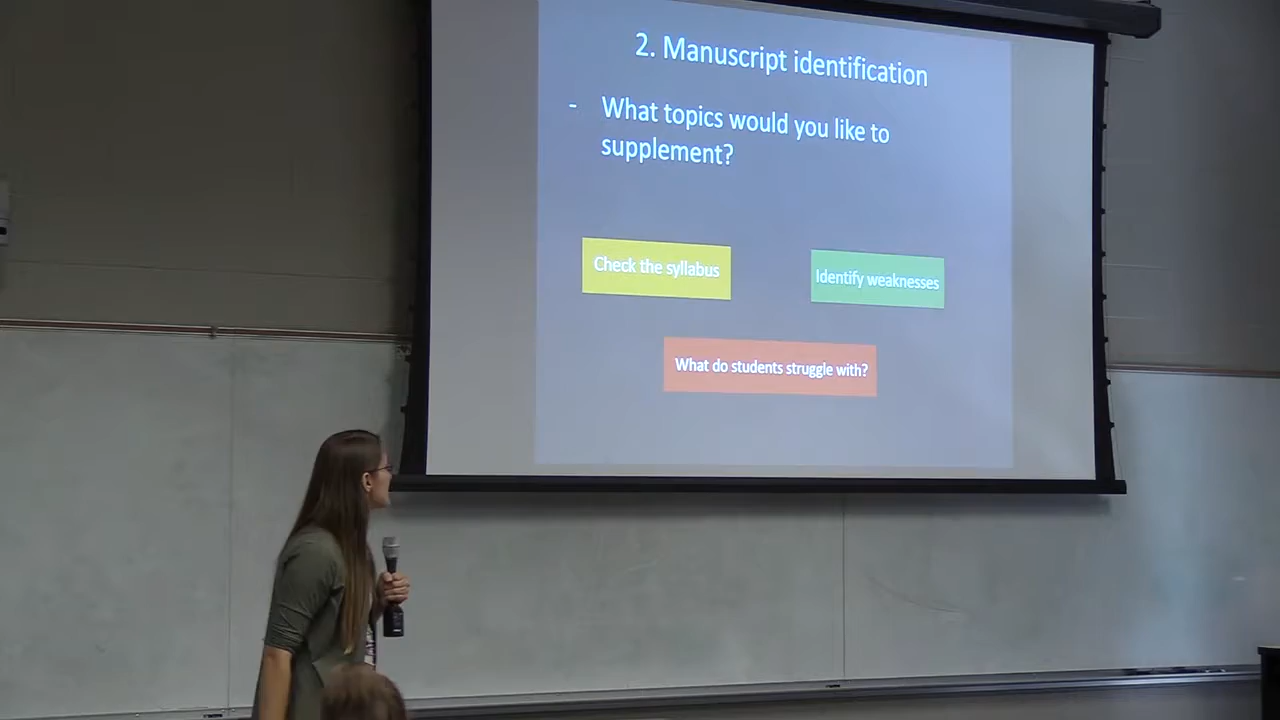 2. Manuscript identification
- What topics would you like to
supplement?
Check the syllabus
Identify weaknesses
What do students struggle with?